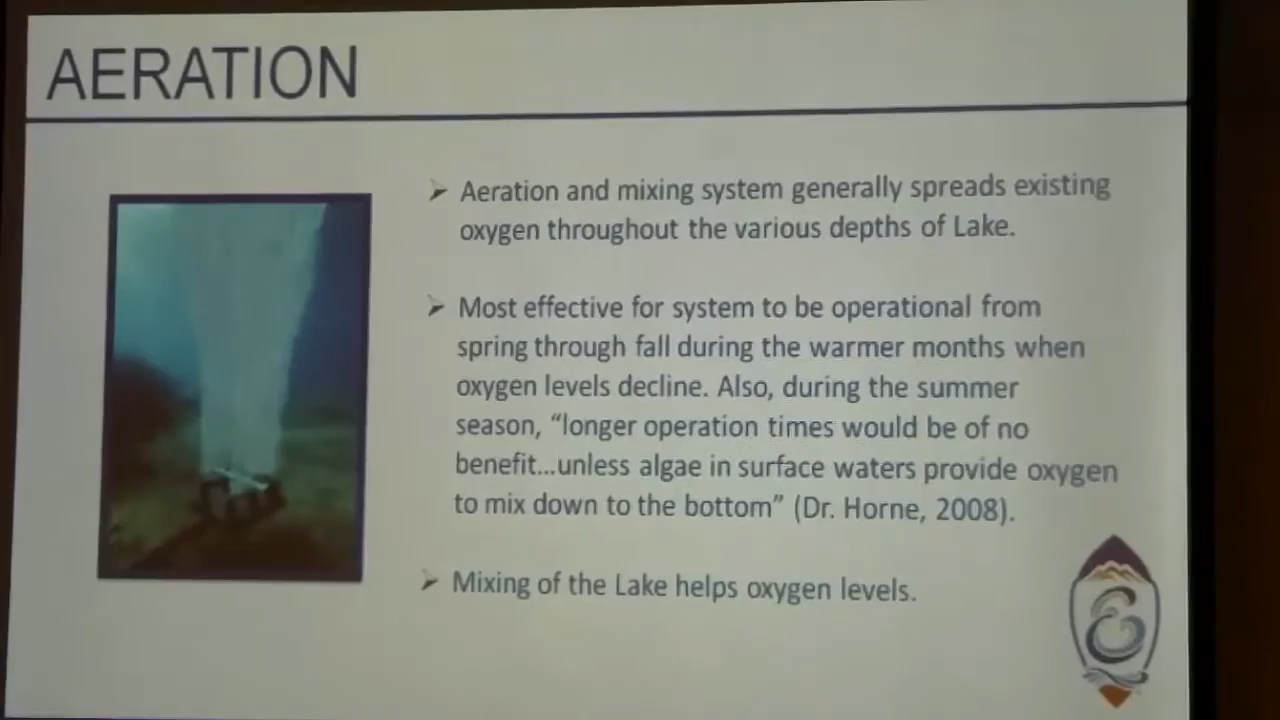 AERATION
➢ Aeration and mixing system generally spreads existing
oxygen throughout the various depths of Lake.
➢ Most effective for system to be operational from
spring through fall during the warmer months when
oxygen levels decline. Also, during the summer
season, “longer operation times would be of no
benefit...unless algae in surface waters provide oxygen
to mix down to the bottom” (Dr. Horne, 2008).
➢ Mixing of the Lake helps oxygen levels.